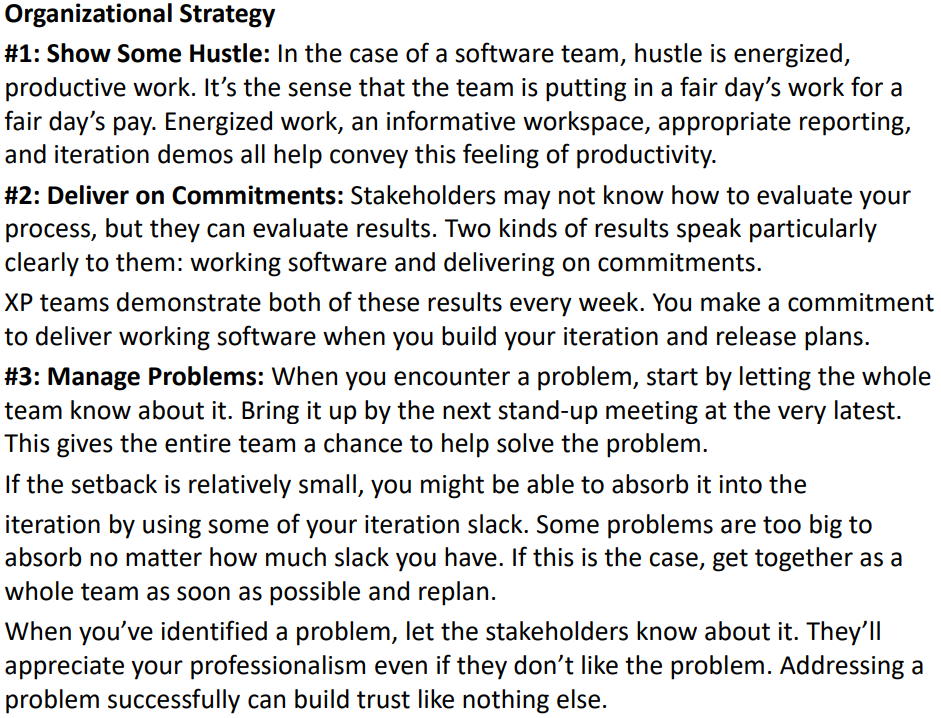 Organizational Strategy
#1: Show Some Hustle: In the case of a software team, hustle is energized,
productive work. It’s the sense that the team is putting in a fair day’s work for a
fair day’s pay. Energized work, an informative workspace, appropriate reporting,
and iteration demos all help convey this feeling of productivity.
#2: Deliver on Commitments: Stakeholders may not know how to evaluate your
process, but they can evaluate results. Two kinds of results speak particularly
clearly to them: working software and delivering on commitments.
XP teams demonstrate both of these results every week. You make a commitment
to deliver working software when you build your iteration and release plans.
#3: Manage Problems: When you encounter a problem, start by letting the whole
team know about it. Bring it up by the next stand-up meeting at the very latest.
This gives the entire team a chance to help solve the problem.
If the setback is relatively small, you might be able to absorb it into the
iteration by using some of your iteration slack. Some problems are too big to
absorb no matter how much slack you have. If this is the case, get together as a
whole team as soon as possible and replan.
When you’ve identified a problem, let the stakeholders know about it. They’ll
appreciate your professionalism even if they don’t like the problem. Addressing a
problem successfully can build trust like nothing else.